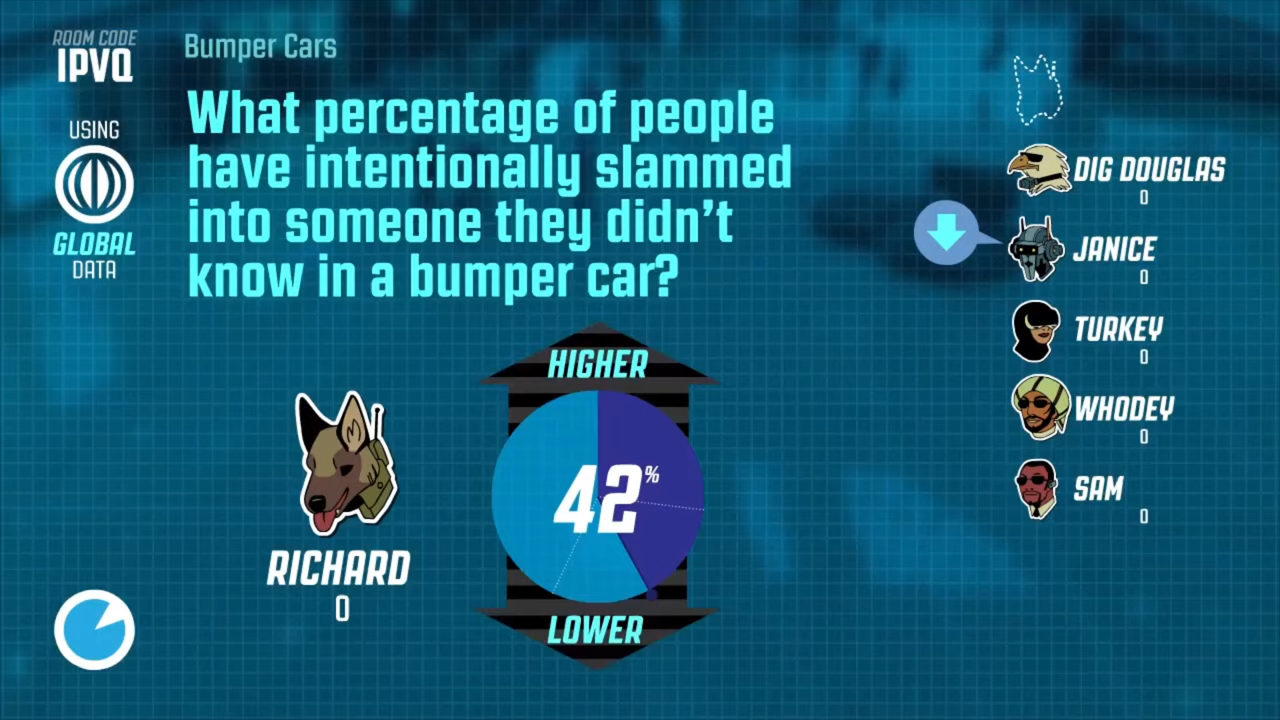 ROOM CODE
IPVQ
USING
GLOBAL
DATA
Bumper Cars
What percentage of people
have intentionally slammed
into someone they didn't
know in a bumper car?
HIGHER
42%
LOWER
RICHARD
0
DIG DOUGLAS
0
JANICE
0
TURKEY
0
WHODEY
0
SAM
0